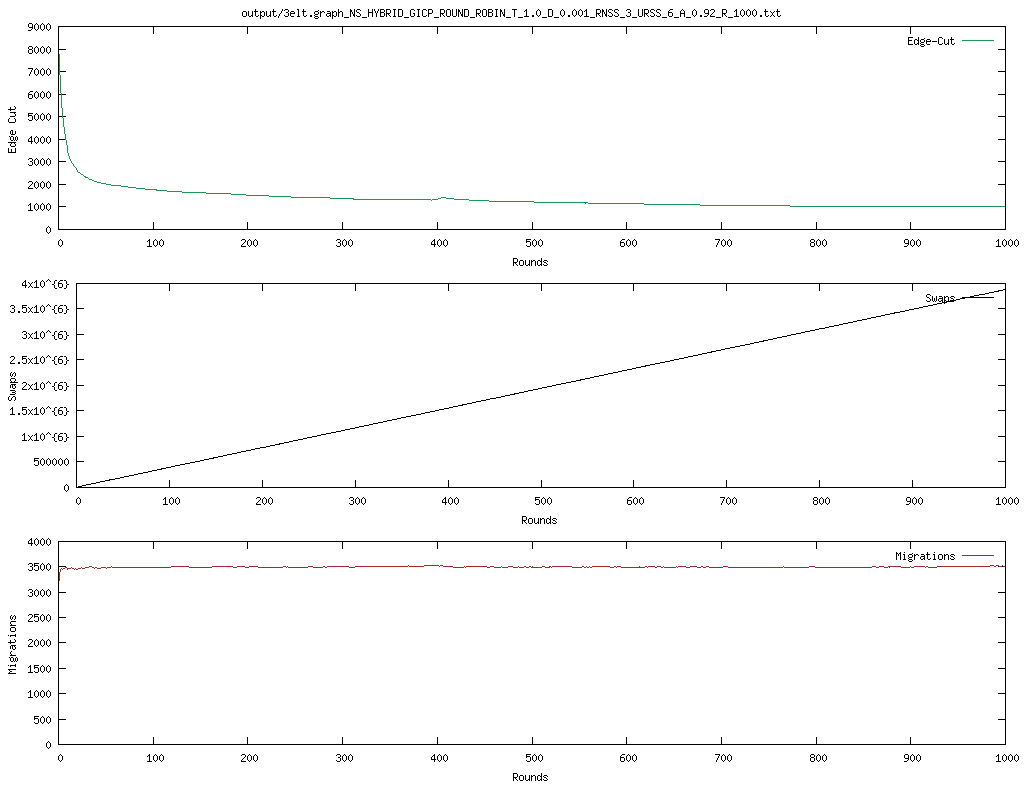 output/3elt.graph_NS_HYBRID_GICP_ROUND_ROBIN_T_1.0_D_0.001_RNSS_3_URSS_6_A_0.92_R_1000.txt
9000
8000
7000
6000
5000
4000
3000
2000
1000
0
Edge Cut
Edge-Cut
0 100 200 300 400 500 600 700 800 900 1000
Rounds
4x10^{6}
3.5x10^{6}
3x10^{6}
2.5x10^{6}
2x10^{6}
1.5x10^{6}
1x10^{6}
500000
0
Swaps
Swaps
0 100 200 300 400 500 600 700 800 900 1000
Rounds
4000
3500
3000
2500
2000
1500
1000
500
0
Migrations
Migrations
0 100 200 300 400 500 600 700 800 900 1000
Rounds